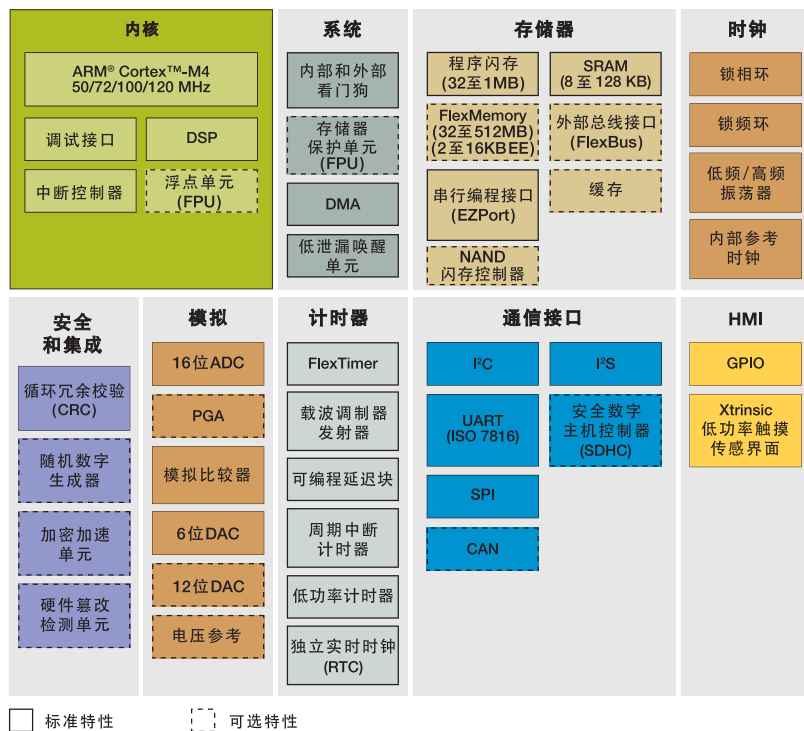 内核
ARM® Cortex™-M4
50/72/100/120 MHz
调试接口
DSP
中断控制器
浮点单元
(FPU)
系统
内部和外部
看门狗
存储器
保护单元
(FPU)
DMA
低泄漏唤醒
单元
存储器
程序闪存
(32至1MB)
SRAM
(8 至 128 KB)
FlexMemory
(32至512MB)
(2至16KBEE)
外部总线接口
(FlexBus)
串行编程接口
(EZPort)
缓存
NAND
闪存控制器
时钟
锁相环
锁频环
低频/高频
振荡器
内部参考
时钟
安全
和集成
循环冗余校验
(CRC)
随机数字
生成器
加密加速
单元
硬件篡改
检测单元
模拟
16位ADC
PGA
模拟比较器
6位DAC
12位DAC
电压参考
计时器
FlexTimer
载波调制器
发射器
可编程延迟块
周期中断
计时器
低功率计时器
独立实时时钟
(RTC)
通信接口
I²C
I²S
UART
(ISO 7816)
安全数字
主机控制器
(SDHC)
SPI
CAN
HMI
GPIO
Xtrinsic
低功率触摸
传感界面
标准特性
可选特性